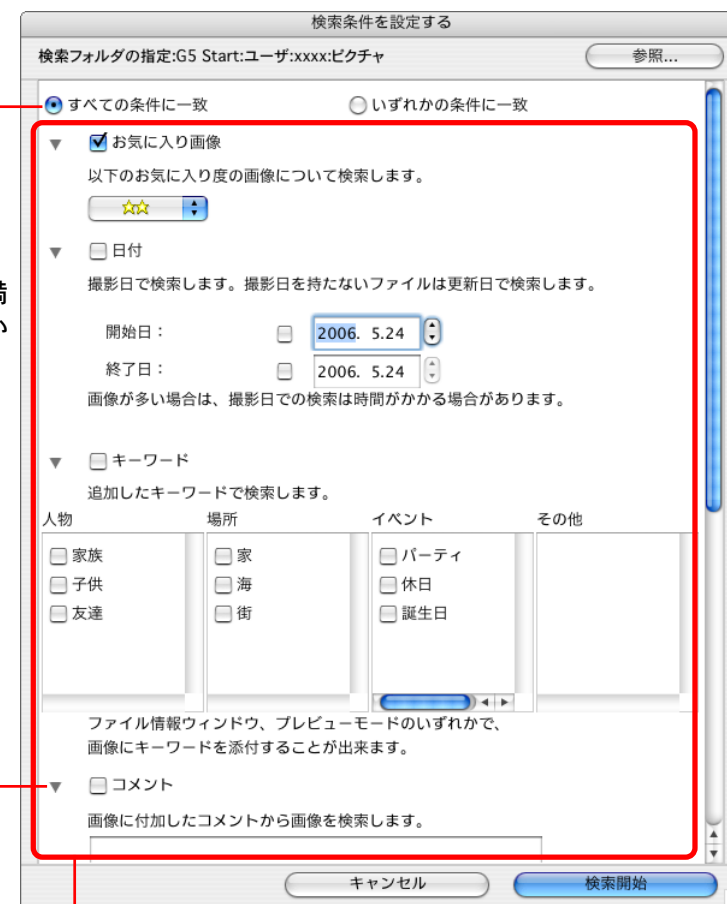 検索条件を設定する
検索フォルダの指定:G5 Start:ユーザ:xxxx:ピクチャ
参照...
すべての条件に一致
いずれかの条件に一致
お気に入り画像
以下のお気に入り度の画像について検索します。
日付
撮影日で検索します。撮影日を持たないファイルは更新日で検索します。
開始日：
2006. 5.24
終了日：
2006. 5.24
画像が多い場合は、撮影日での検索は時間がかかる場合があります。
キーワード
追加したキーワードで検索します。
人物 場所 イベント その他
家族 家 パーティ
子供 海 休日
友達 街 誕生日
ファイル情報ウィンドウ、プレビューモードのいずれかで、
画像にキーワードを添付することが出来ます。
コメント
画像に付加したコメントから画像を検索します。
キャンセル
検索開始